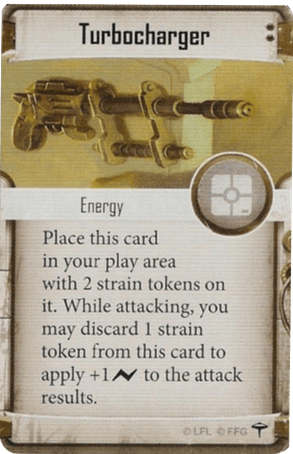 Turbocharger
Energy
Place this card
in your play area
with 2 strain tokens on
it. While attacking, you
may discard 1 strain
token from this card to
apply +1 to the attack
results.
© LFL © FFG